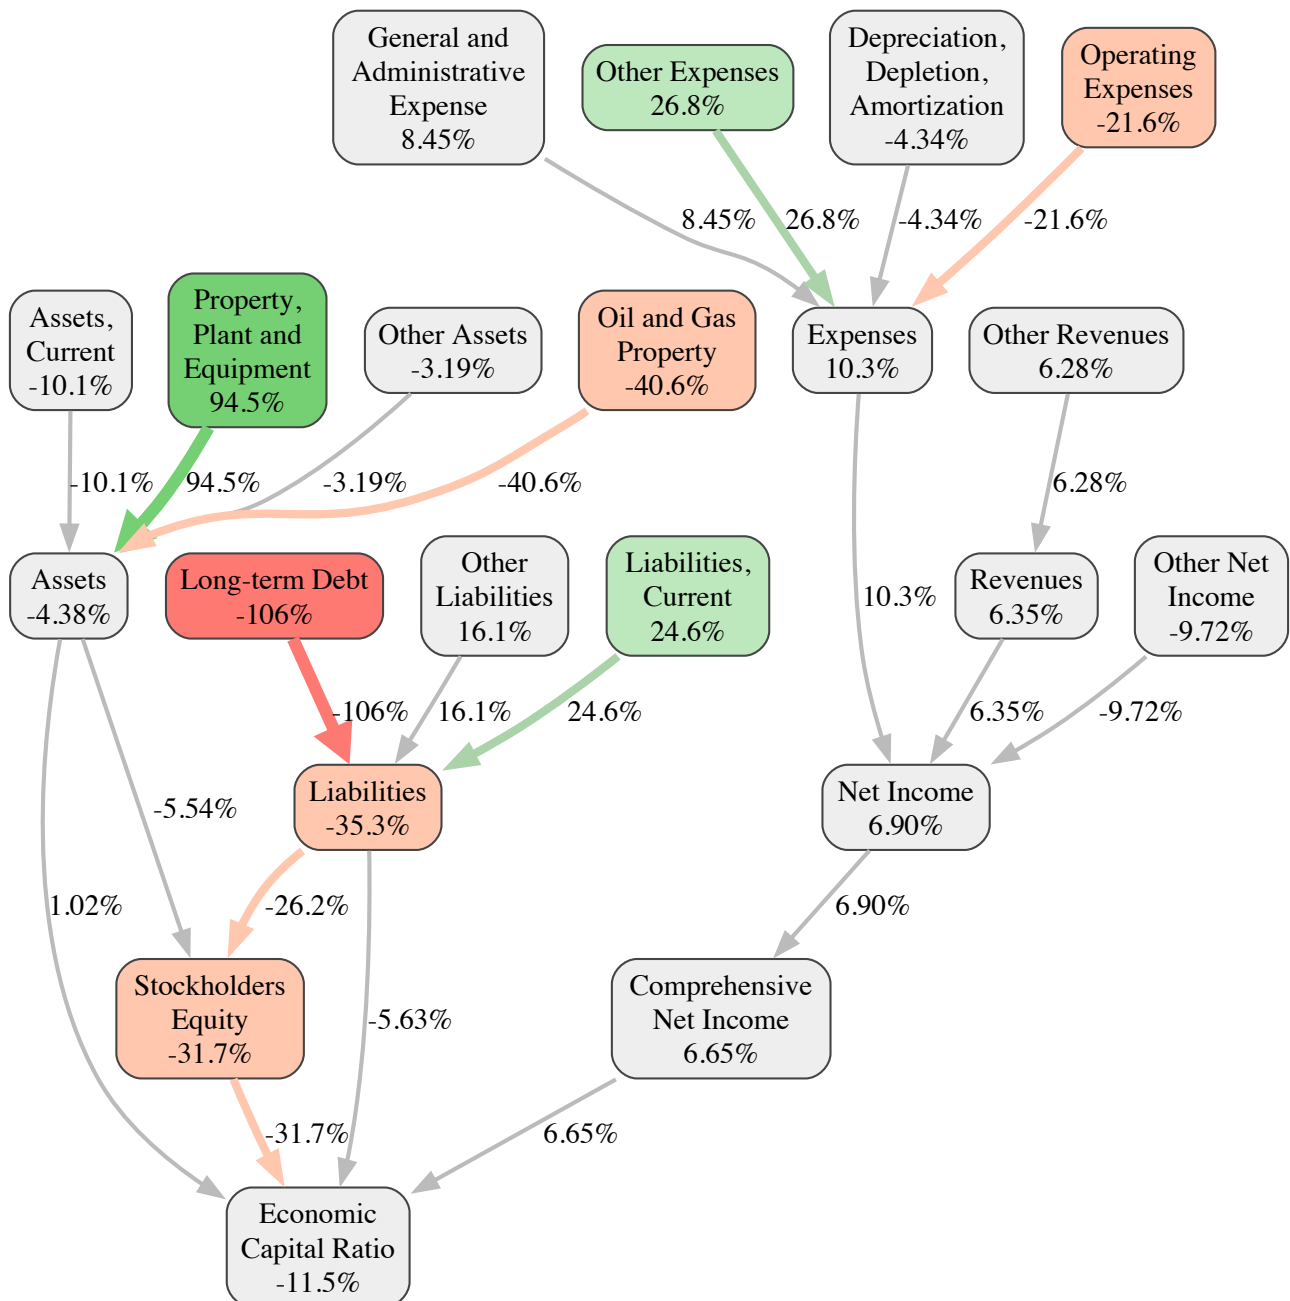 General and
Administrative
Expense
8.45%
Other Expenses
26.8%
Depreciation,
Depletion,
Amortization
-4.34%
Operating
Expenses
-21.6%
8.45%
26.8%
-4.34%
-21.6%
Assets,
Current
-10.1%
Property,
Plant and
Equipment
94.5%
Other Assets
-3.19%
Oil and Gas
Property
-40.6%
Expenses
10.3%
Other Revenues
6.28%
-10.1%
94.5%
-3.19%
-40.6%
6.28%
Assets
-4.38%
Long-term Debt
-106%
Other
Liabilities
16.1%
Liabilities,
Current
24.6%
10.3%
Revenues
6.35%
Other Net
Income
-9.72%
-106%
16.1%
24.6%
6.35%
-9.72%
-5.54%
Liabilities
-35.3%
Net Income
6.90%
1.02%
-26.2%
6.90%
Stockholders
Equity
-31.7%
-5.63%
Comprehensive
Net Income
6.65%
-31.7%
6.65%
Economic
Capital Ratio
-11.5%